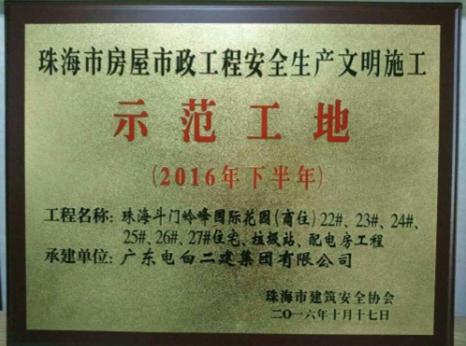 珠海市房屋市政工程安全生产文明施工
示范工地
(2016年下半年)
工程名称：珠海斗门岭峰国际花园(商住)22#、23#、24#、
25#、26#、27#住宅、垃圾站、配电房工程
承建单位：广东电白二建集团有限公司
珠海市建筑安全协会
二〇一六年十月十七日